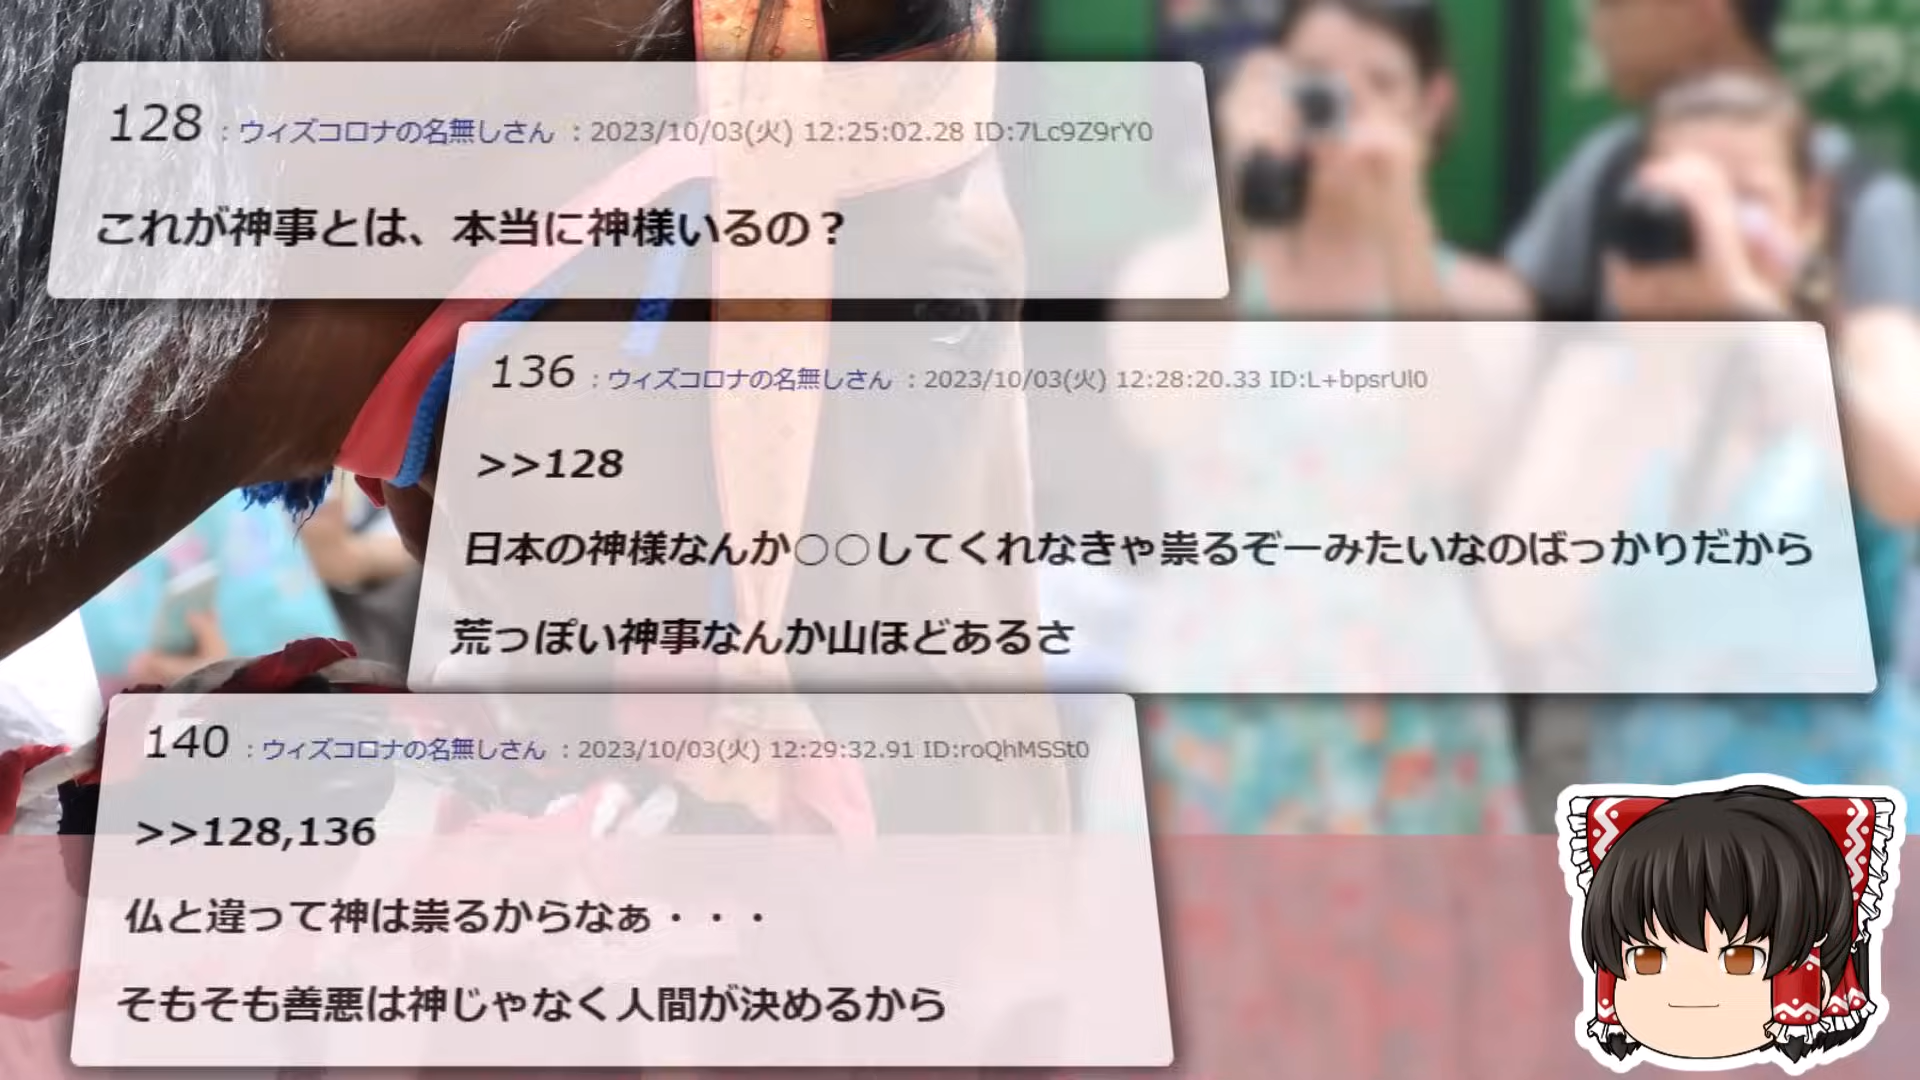 128 : ウィズコロナの名無しさん : 2023/10/03(火) 12:25:02.28 ID:7Lc9Z9rY0
これが神事とは、本当に神様いるの？
136 : ウィズコロナの名無しさん : 2023/10/03(火) 12:28:20.33 ID:L+bpsrUl0
>>128
日本の神様なんか○○してくれなきゃ祟るぞーみたいなのばっかりだから
荒っぽい神事なんか山ほどあるさ
140 : ウィズコロナの名無しさん : 2023/10/03(火) 12:29:32.91 ID:roQhMSSt0
>>128,136
仏と違って神は祟るからなぁ・・・
そもそも善悪は神じゃなく人間が決めるから